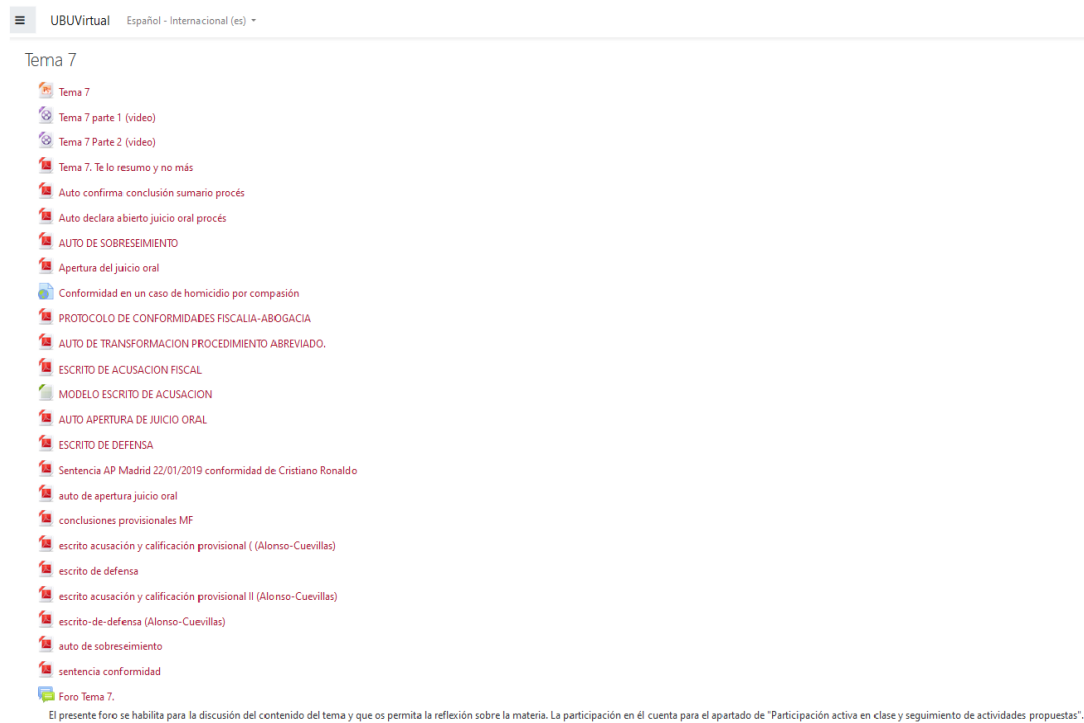 UBUVirtual Español - Internacional (es)
Tema 7
Tema 7
Tema 7 parte 1 (video)
Tema 7 Parte 2 (video)
Tema 7. Te lo resumo y no más
Auto confirma conclusión sumario procés
Auto declara abierto juicio oral procés
AUTO DE SOBRESEIMIENTO
Apertura del juicio oral
Conformidad en un caso de homicidio por compasión
PROTOCOLO DE CONFORMIDADES FISCALIA-ABOGACIA
AUTO DE TRANSFORMACION PROCEDIMIENTO ABREVIADO.
ESCRITO DE ACUSACION FISCAL
MODELO ESCRITO DE ACUSACION
AUTO APERTURA DE JUICIO ORAL
ESCRITO DE DEFENSA
Sentencia AP Madrid 22/01/2019 conformidad de Cristiano Ronaldo
auto de apertura juicio oral
conclusiones provisionales MF
escrito acusación y calificación provisional ( (Alonso-Cuevillas)
escrito de defensa
escrito acusación y calificación provisional II (Alonso-Cuevillas)
escrito-de-defensa (Alonso-Cuevillas)
auto de sobreseimiento
sentencia conformidad
Foro Tema 7.
El presente foro se habilita para la discusión del contenido del tema y que os permita la reflexión sobre la materia. La participación en él cuenta para el apartado de "Participación activa en clase y seguimiento de actividades propuestas".